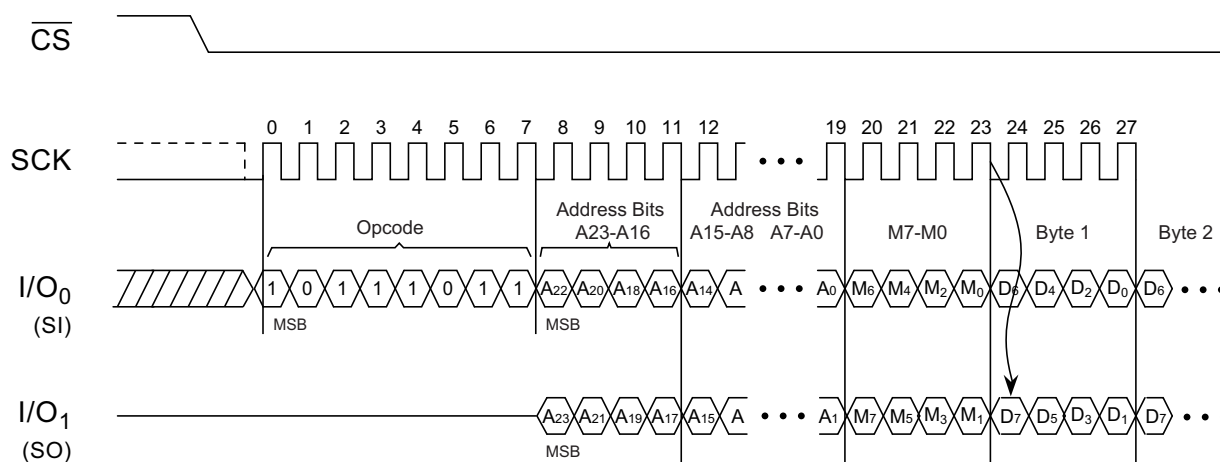 CS
0 1 2 3 4 5 6 7 8 9 10 11 12 19 20 21 22 23 24 25 26 27
SCK
Opcode
Address Bits
A23-A16
Address Bits
A15-A8 A7-A0
M7-M0
Byte 1
Byte 2
I/O0
(SI)
1 0 1 1 1 0 1 1 A22 A20 A18 A16 A14 A A0 M6 M4 M2 M0 D6 D4 D2 D0 D6
MSB
MSB
I/O1
(SO)
A23 A21 A19 A17 A15 A A1 M7 M5 M3 M1 D7 D5 D3 D1 D7
MSB